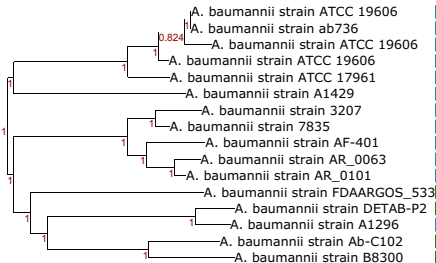 A. baumannii strain ATCC 19606
1
A. baumannii strain ab736
0.824
A. baumannii strain ATCC 19606
1
A. baumannii strain ATCC 19606
1
A. baumannii strain ATCC 17961
1
A. baumannii strain A1429
A. baumannii strain 3207
1
A. baumannii strain 7835
1
1
A. baumannii strain AF-401
A. baumannii strain AR_0063
1
1
A. baumannii strain AR_0101
1
A. baumannii strain FDAARGOS_533
A. baumannii strain DETAB-P2
1
1
A. baumannii strain A1296
A. baumannii strain Ab-C102
1
1
A. baumannii strain B8300